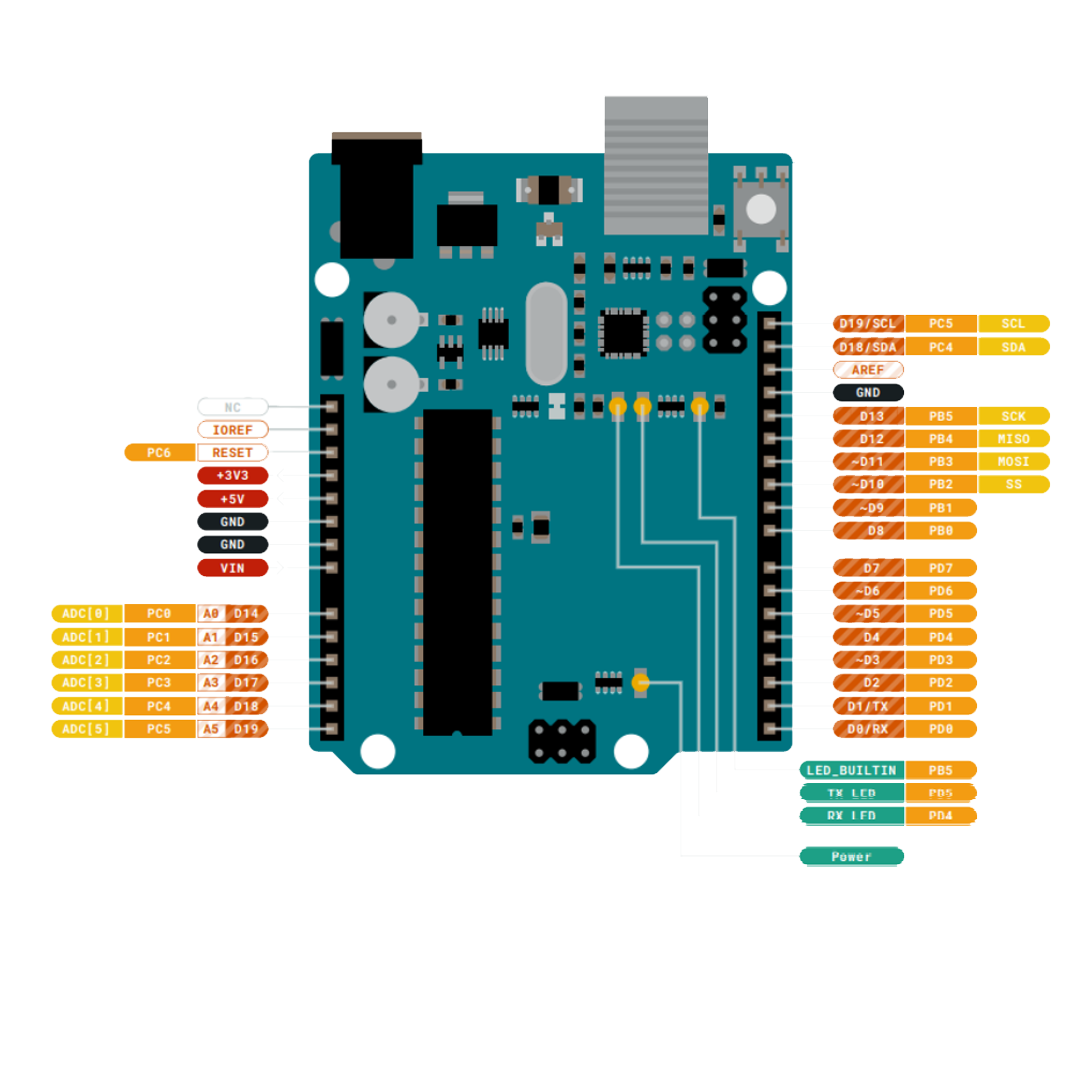 NC
IOREF
PC6 RESET
+3V3
+5V
GND
GND
VIN
ADC[0] PC0 A0 D14
ADC[1] PC1 A1 D15
ADC[2] PC2 A2 D16
ADC[3] PC3 A3 D17
ADC[4] PC4 A4 D18
ADC[5] PC5 A5 D19
D19/SCL PC5 SCL
D18/SDA PC4 SDA
AREF
GND
D13 PB5 SCK
D12 PB4 MISO
~D11 PB3 MOSI
~D10 PB2 SS
~D9 PB1
D8 PB0
D7 PD7
~D6 PD6
~D5 PD5
D4 PD4
~D3 PD3
D2 PD2
D1/TX PD1
D0/RX PD0
LED_BUILTIN PB5
TX LED PD5
RX LED PD4
Power